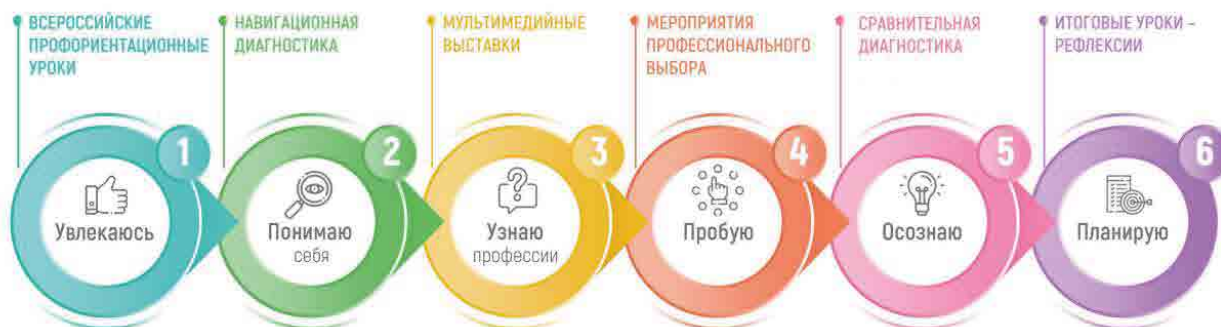 ВСЕРОССИЙСКИЕ
ПРОФОРИЕНТАЦИОННЫЕ
УРОКИ
1
Увлекаюсь
НАВИГАЦИОННАЯ
ДИАГНОСТИКА
2
Понимаю
себя
МУЛЬТИМЕДИЙНЫЕ
ВЫСТАВКИ
3
Узнаю
профессии
МЕРОПРИЯТИЯ
ПРОФЕССИОНАЛЬНОГО
ВЫБОРА
4
Пробую
СРАВНИТЕЛЬНАЯ
ДИАГНОСТИКА
5
Осознаю
ИТОГОВЫЕ УРОКИ –
РЕФЛЕКСИИ
6
Планирую